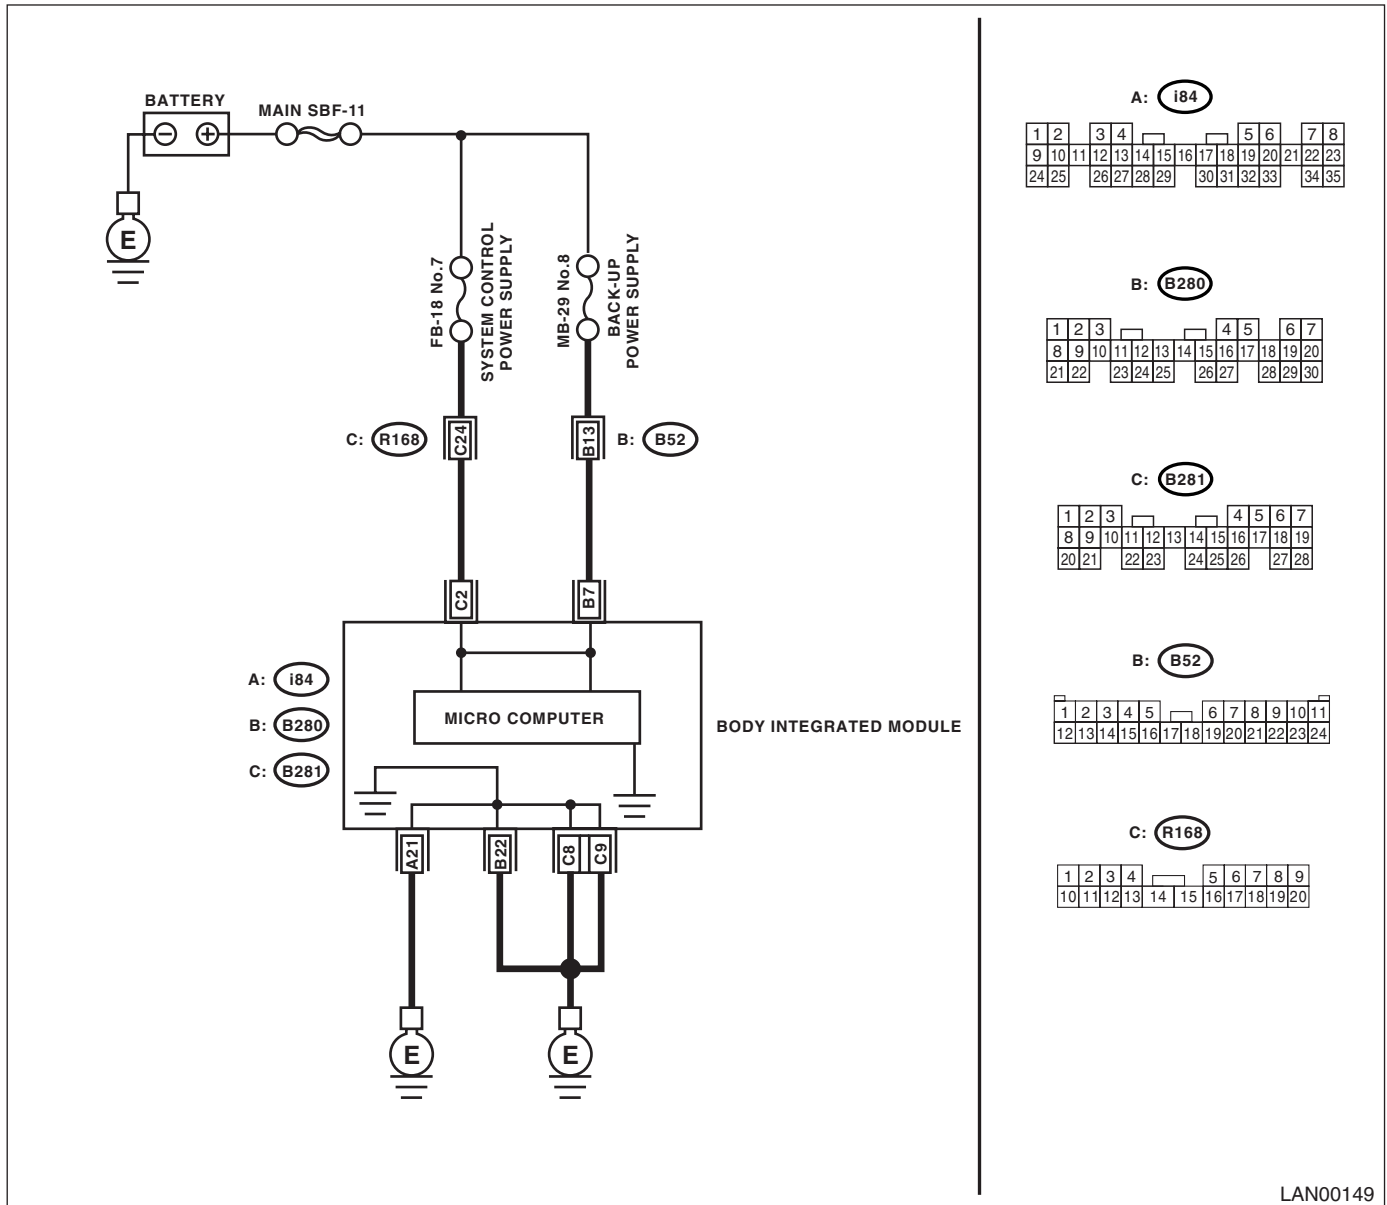 BATTERY
MAIN SBF-11
E
FB-18 No.7
SYSTEM CONTROL
POWER SUPPLY
MB-29 No.8
BACK-UP
POWER SUPPLY
C: R168
C24
B13
B: B52
C2
B7
A: i84
B: B280
C: B281
MICRO COMPUTER
BODY INTEGRATED MODULE
A21
B22
C8
C9
E
E
A: i84
1 2 3 4 5 6 7 8
9 10 11 12 13 14 15 16 17 18 19 20 21 22 23
24 25 26 27 28 29 30 31 32 33 34 35
B: B280
1 2 3 4 5 6 7
8 9 10 11 12 13 14 15 16 17 18 19 20
21 22 23 24 25 26 27 28 29 30
C: B281
1 2 3 4 5 6 7
8 9 10 11 12 13 14 15 16 17 18 19
20 21 22 23 24 25 26 27 28
B: B52
1 2 3 4 5 6 7 8 9 10 11
12 13 14 15 16 17 18 19 20 21 22 23 24
C: R168
1 2 3 4 5 6 7 8 9
10 11 12 13 14 15 16 17 18 19 20
LAN00149